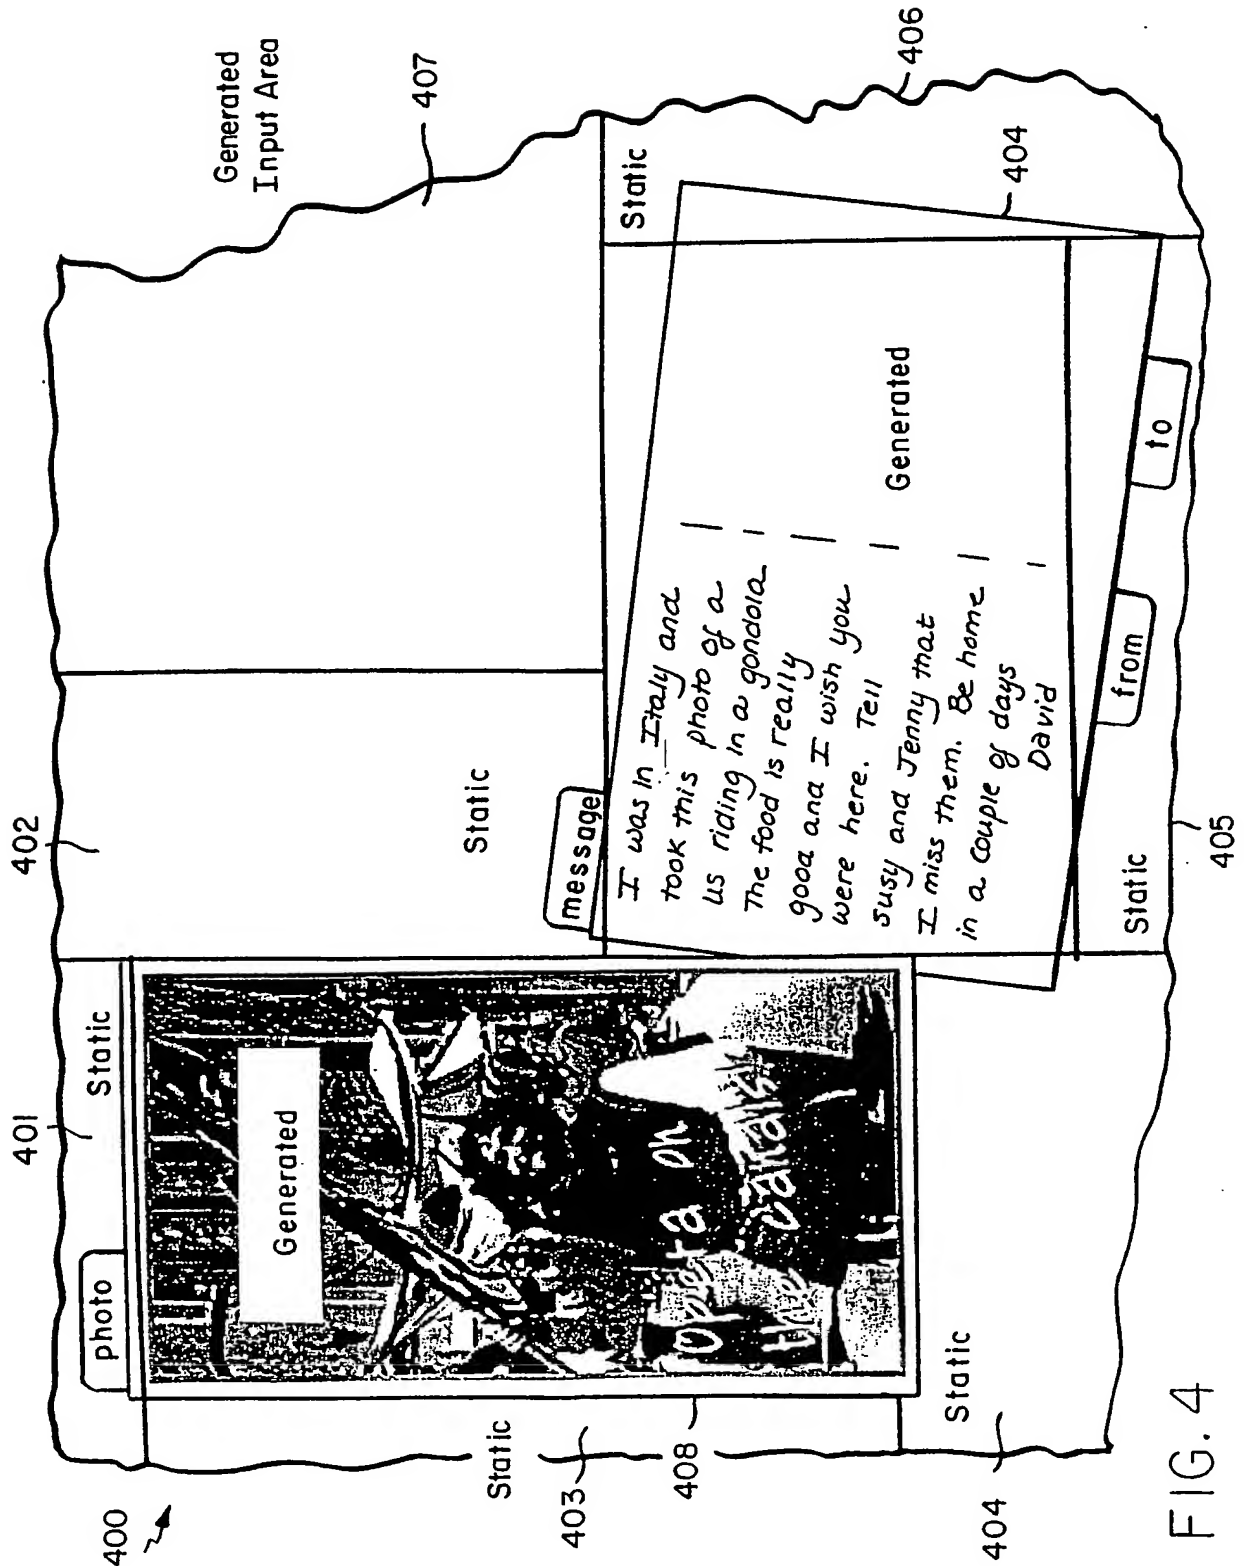 400
401
402
photo
Static
Generated
Static
Generated
Input Area
407
Static
403
408
on
the canals
message
I was in Italy and
took this photo of a
us riding in a gondola
The food is really
good and I wish you
were here. Tell
susy and Jenny that
I miss them. Be home
in a couple of days
David
Generated
Static
406
404
Static
404
Static
from
to
405
FIG. 4